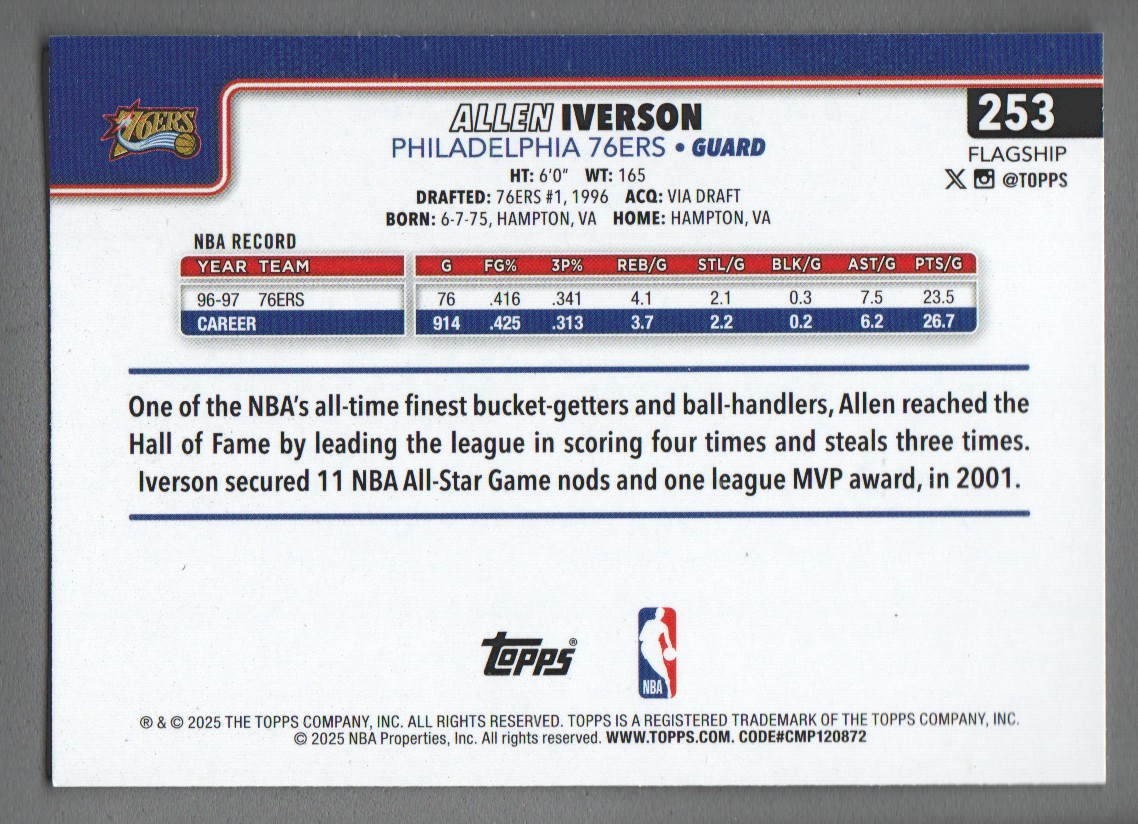 76ERS
ALLEN IVERSON
253
PHILADELPHIA 76ERS • GUARD
FLAGSHIP
HT: 6'0" WT: 165
X @TOPPS
DRAFTED: 76ERS #1, 1996 ACQ: VIA DRAFT
BORN: 6-7-75, HAMPTON, VA HOME: HAMPTON, VA
NBA RECORD
YEAR TEAM G FG% 3P% REB/G STL/G BLK/G AST/G PTS/G
96-97 76ERS 76 .416 .341 4.1 2.1 0.3 7.5 23.5
CAREER 914 .425 .313 3.7 2.2 0.2 6.2 26.7
One of the NBA's all-time finest bucket-getters and ball-handlers, Allen reached the
Hall of Fame by leading the league in scoring four times and steals three times.
Iverson secured 11 NBA All-Star Game nods and one league MVP award, in 2001.
topps®
NBA
® & © 2025 THE TOPPS COMPANY, INC. ALL RIGHTS RESERVED. TOPPS IS A REGISTERED TRADEMARK OF THE TOPPS COMPANY, INC.
© 2025 NBA Properties, Inc. All rights reserved. WWW.TOPPS.COM. CODE#CMP120872